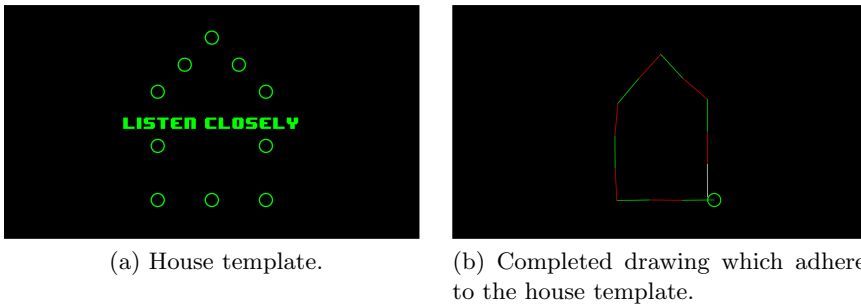 LISTEN CLOSELY
(a) House template.
(b) Completed drawing which adhere
to the house template.